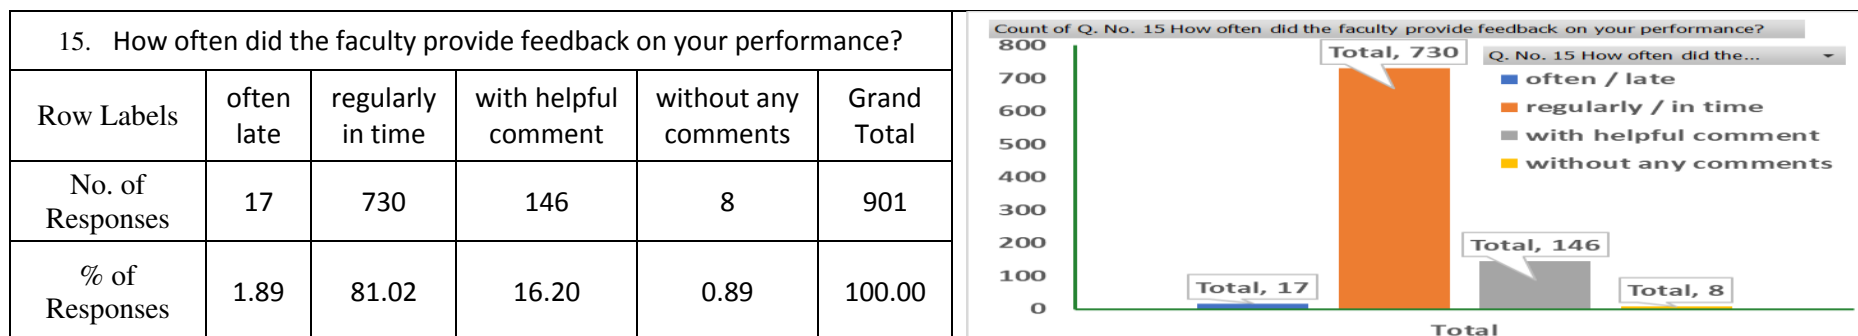 15. How often did the faculty provide feedback on your performance?
Row Labels
often
late
regularly
in time
with helpful
comment
without any
comments
Grand
Total
No. of
Responses
17
730
146
8
901
% of
Responses
1.89
81.02
16.20
0.89
100.00
Count of Q. No. 15 How often did the faculty provide feedback on your performance?
800
700
600
500
400
300
200
100
0
Total, 17
Total, 730
Total, 146
Total, 8
Total
Q. No. 15 How often did the...
often / late
regularly / in time
with helpful comment
without any comments